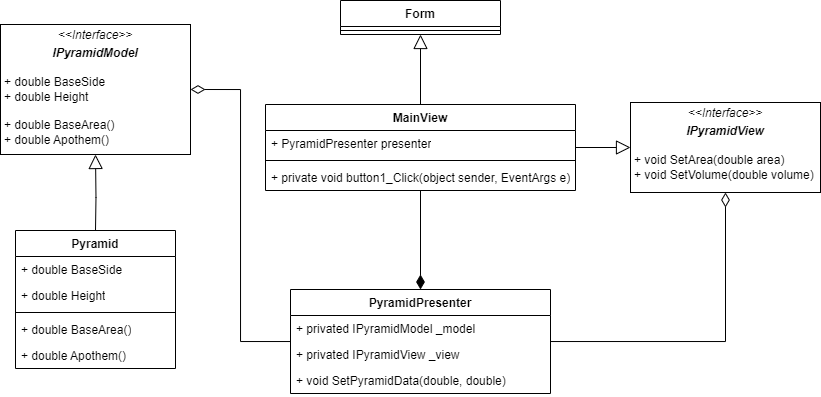 Form
<<Interface>>
IPyramidModel
+ double BaseSide
+ double Height
+ double BaseArea()
+ double Apothem()
MainView
+ PyramidPresenter presenter
+ private void button1_Click(object sender, EventArgs e)
<<Interface>>
IPyramidView
+ void SetArea(double area)
+ void SetVolume(double volume)
Pyramid
+ double BaseSide
+ double Height
+ double BaseArea()
+ double Apothem()
PyramidPresenter
+ privated IPyramidModel _model
+ privated IPyramidView _view
+ void SetPyramidData(double, double)